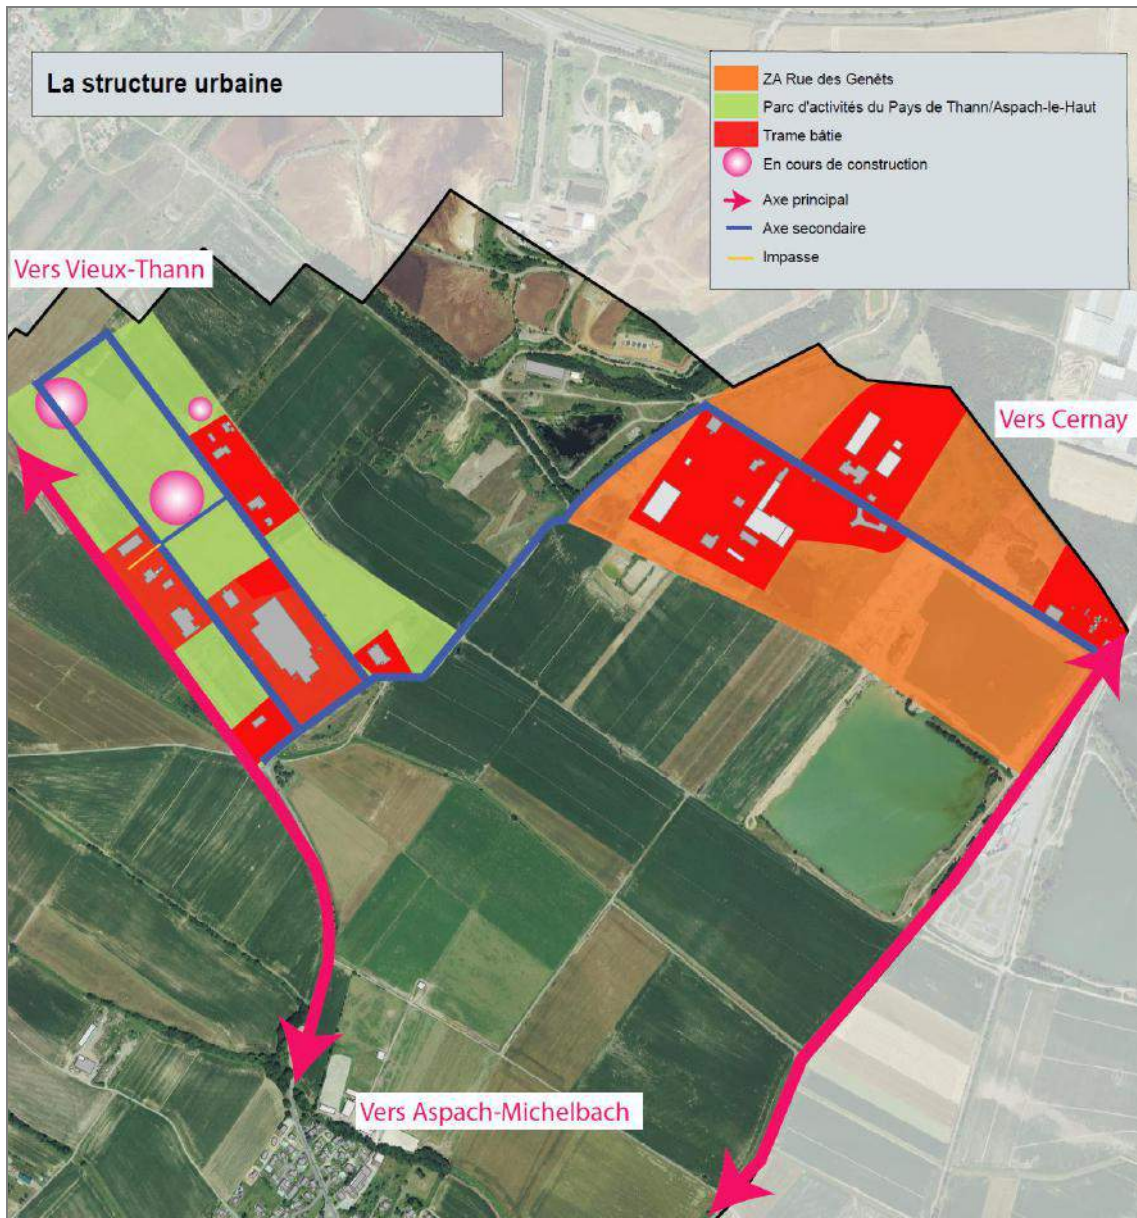 La structure urbaine
ZA Rue des Genêts
Parc d'activités du Pays de Thann/Aspach-le-Haut
Trame bâtie
En cours de construction
Axe principal
Axe secondaire
Impasse
Vers Vieux-Thann
Vers Cernay
Vers Aspach-Michelbach